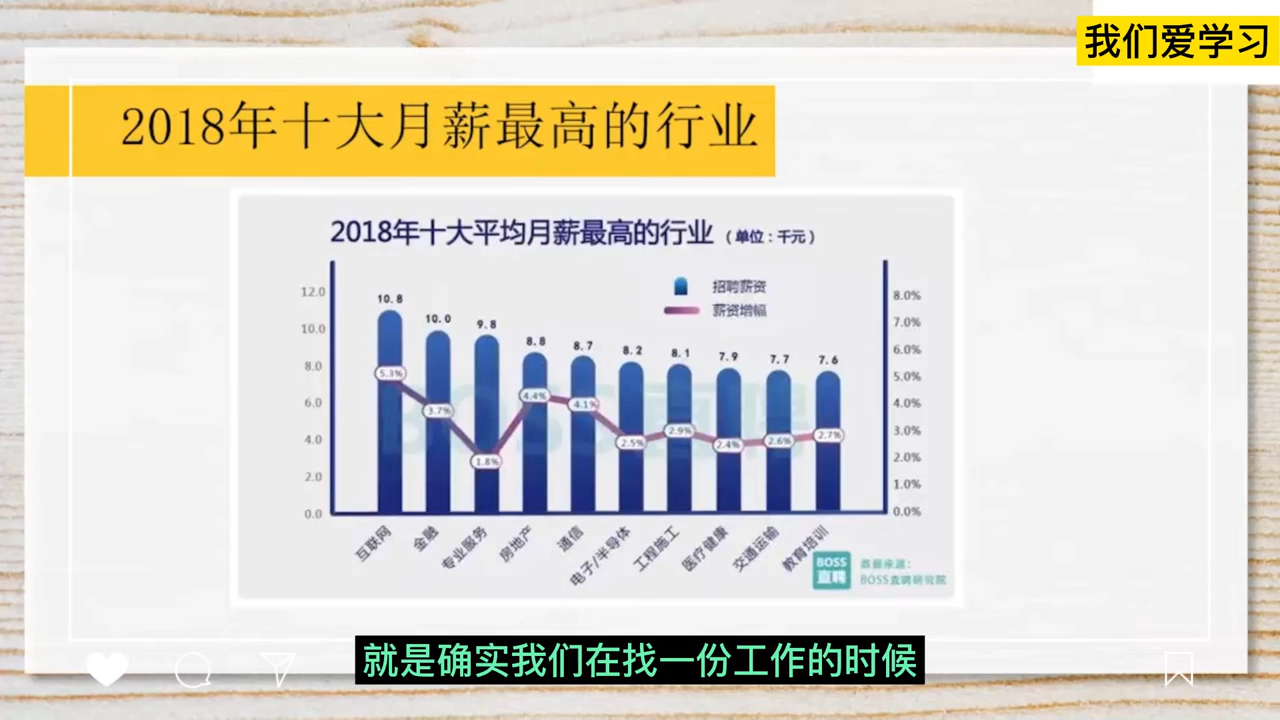 我们爱学习
2018年十大月薪最高的行业
2018年十大平均月薪最高的行业 (单位：千元)
招聘薪资
薪资增幅
12.0
10.0
8.0
6.0
4.0
2.0
0.0
8.0%
7.0%
6.0%
5.0%
4.0%
3.0%
2.0%
1.0%
0.0%
10.8
10.0
9.8
8.8
8.7
8.2
8.1
7.9
7.7
7.6
5.3%
3.7%
1.8%
4.4%
4.1%
2.5%
2.9%
2.4%
2.6%
2.7%
BOSS直聘
互联网
金融
专业服务
房地产
通信
电子/半导体
工程施工
医疗健康
交通运输
教育培训
BOSS
直聘
数据来源：
BOSS直聘研究院
就是确实我们在找一份工作的时候